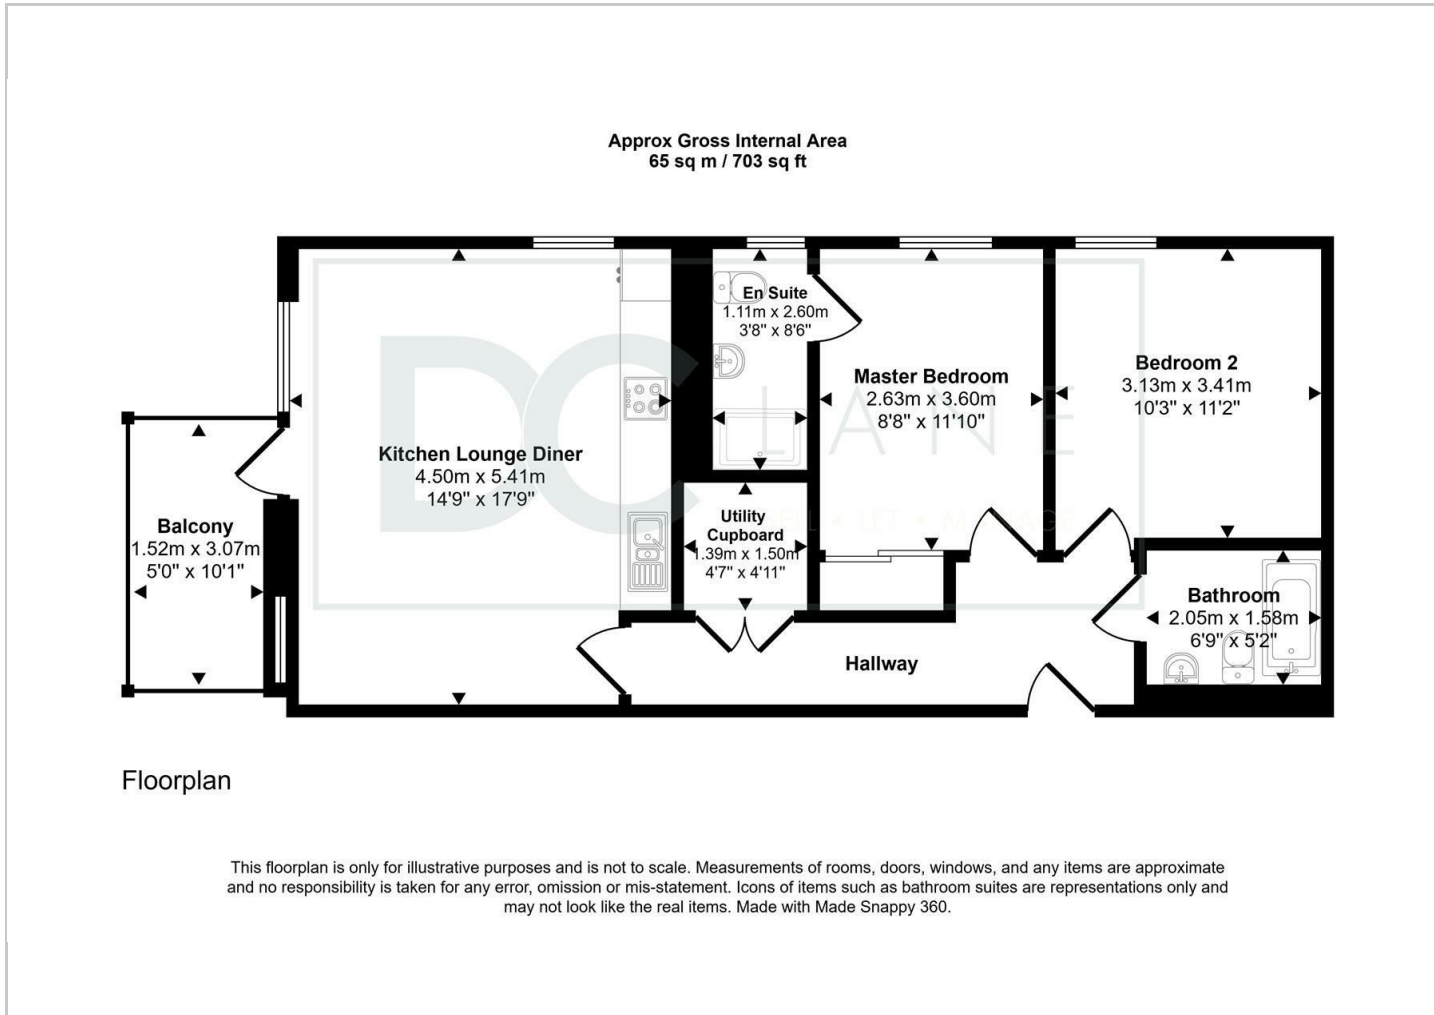 Approx Gross Internal Area
65 sq m / 703 sq ft
En Suite
1.11m x 2.60m
3'8" x 8'6"
Master Bedroom
2.63m x 3.60m
8'8" x 11'10"
Bedroom 2
3.13m x 3.41m
10'3" x 11'2"
Kitchen Lounge Diner
4.50m x 5.41m
14'9" x 17'9"
Balcony
1.52m x 3.07m
5'0" x 10'1"
Utility
Cupboard
1.39m x 1.50m
4'7" x 4'11"
Bathroom
2.05m x 1.58m
6'9" x 5'2"
Hallway
DC
LANE
SELL • LET • MANAGE
Floorplan
This floorplan is only for illustrative purposes and is not to scale. Measurements of rooms, doors, windows, and any items are approximate
and no responsibility is taken for any error, omission or mis-statement. Icons of items such as bathroom suites are representations only and
may not look like the real items. Made with Made Snappy 360.